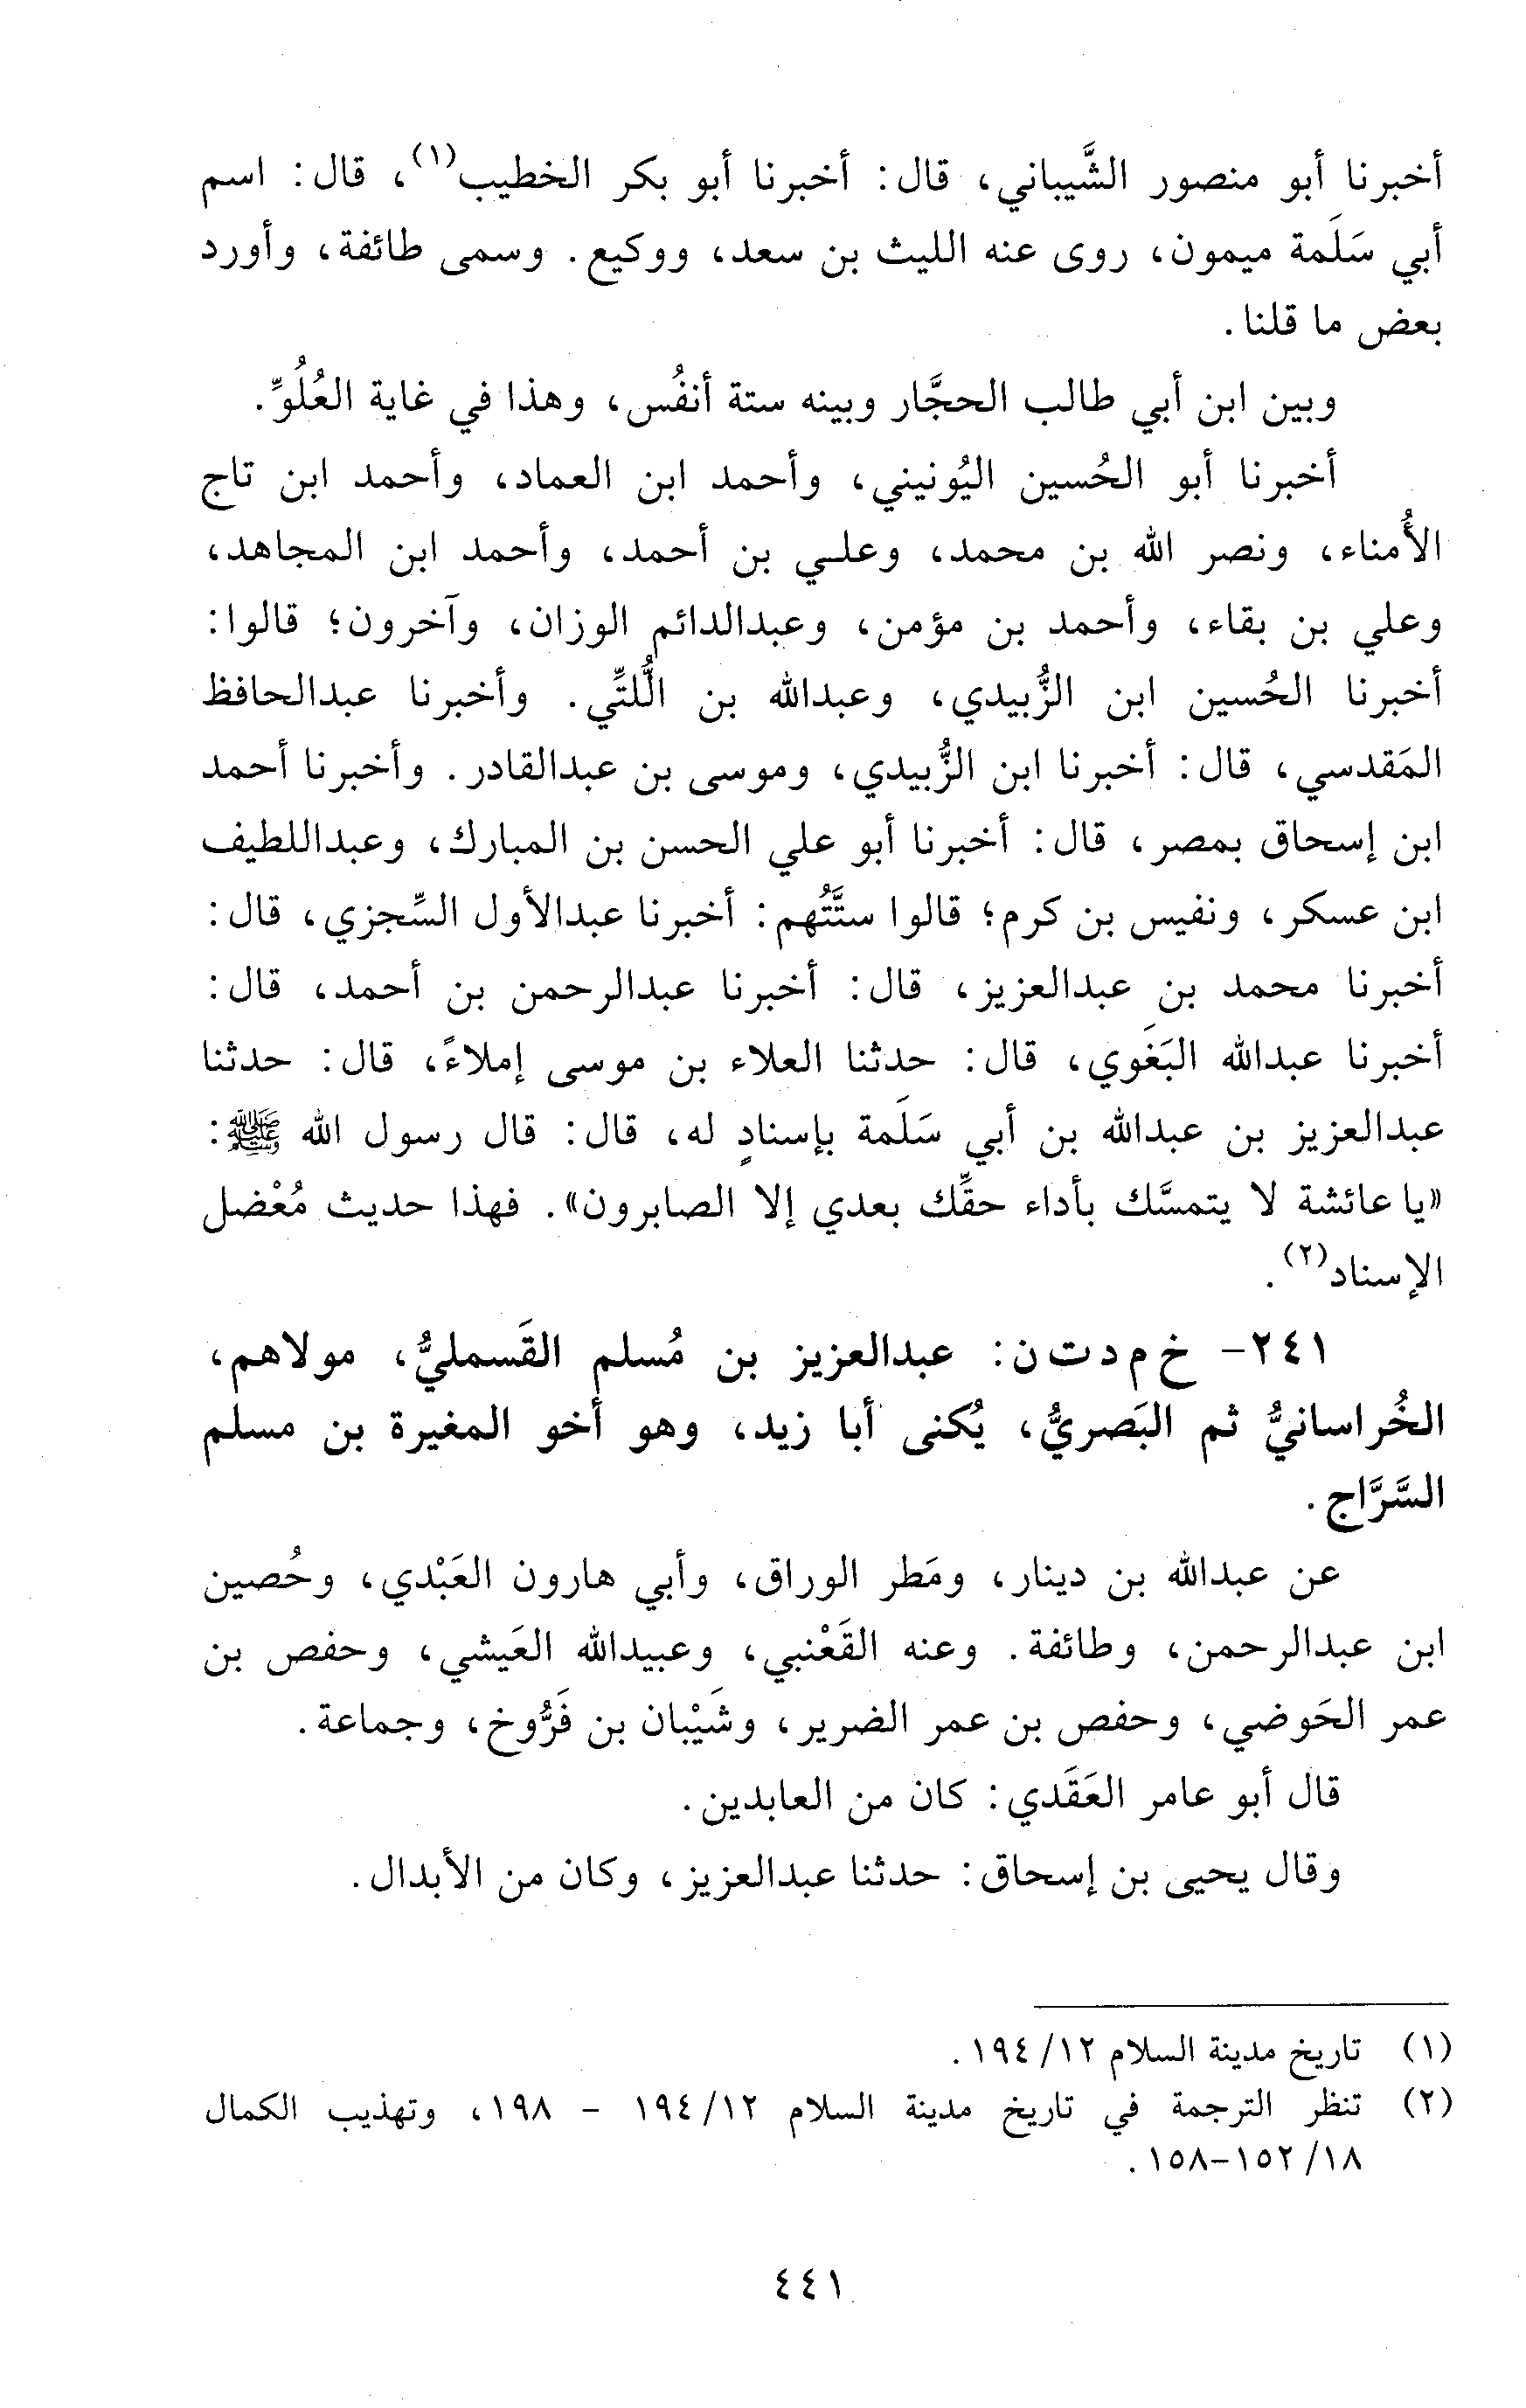 أخبرنا أبو منصور الشَّيباني، قال: أخبرنا أبو بكر الخطيب(١)، قال: اسم
أبي سَلَمة ميمون، روى عنه الليث بن سعد، ووكيع. وسمى طائفة، وأورد
بعض ما قلنا.
وبين ابن أبي طالب الحجَّار وبينه ستة أنفُس، وهذا في غاية العُلُوِّ.
أخبرنا أبو الحُسين اليُونيني، وأحمد ابن العماد، وأحمد ابن تاج
الأُمناء، ونصر الله بن محمد، وعلي بن أحمد، وأحمد ابن المجاهد،
وعلي بن بقاء، وأحمد بن مؤمن، وعبدالدائم الوزان، وآخرون؛ قالوا:
أخبرنا الحُسين ابن الزُّبيدي، وعبدالله بن اللُّتِّي. وأخبرنا عبدالحافظ
المَقدسي، قال: أخبرنا ابن الزُّبيدي، وموسى بن عبدالقادر. وأخبرنا أحمد
ابن إسحاق بمصر، قال: أخبرنا أبو علي الحسن بن المبارك، وعبداللطيف
ابن عسكر، ونفيس بن كرم؛ قالوا ستَّتُهم: أخبرنا عبدالأول السِّجزي، قال:
أخبرنا محمد بن عبدالعزيز، قال: أخبرنا عبدالرحمن بن أحمد، قال:
أخبرنا عبدالله البَغَوي، قال: حدثنا العلاء بن موسى إملاءً، قال: حدثنا
عبدالعزيز بن عبدالله بن أبي سَلَمة بإسنادٍ له، قال: قال رسول الله ﷺ:
«يا عائشة لا يتمسَّك بأداء حقِّك بعدي إلا الصابرون». فهذا حديث مُعْضل
الإسناد(٢).
٢٤١- خ م د ت ن: عبدالعزيز بن مُسلم القَسمليُّ، مولاهم،
الخُراسانيُّ ثم البَصريُّ، يُكنى أبا زيد، وهو أخو المغيرة بن مسلم
السَّرَّاج.
عن عبدالله بن دينار، ومَطر الوراق، وأبي هارون العَبْدي، وحُصين
ابن عبدالرحمن، وطائفة. وعنه القَعْنبي، وعبيدالله العَيشي، وحفص بن
عمر الحَوضي، وحفص بن عمر الضرير، وشَيْبان بن فَرُّوخ، وجماعة.
قال أبو عامر العَقَدي: كان من العابدين.
وقال يحيى بن إسحاق: حدثنا عبدالعزيز، وكان من الأبدال.
(١) تاريخ مدينة السلام ١٢/ ١٩٤.
(٢) تنظر الترجمة في تاريخ مدينة السلام ١٢/ ١٩٤ - ١٩٨، وتهذيب الكمال
١٨/ ١٥٢-١٥٨.
٤٤١